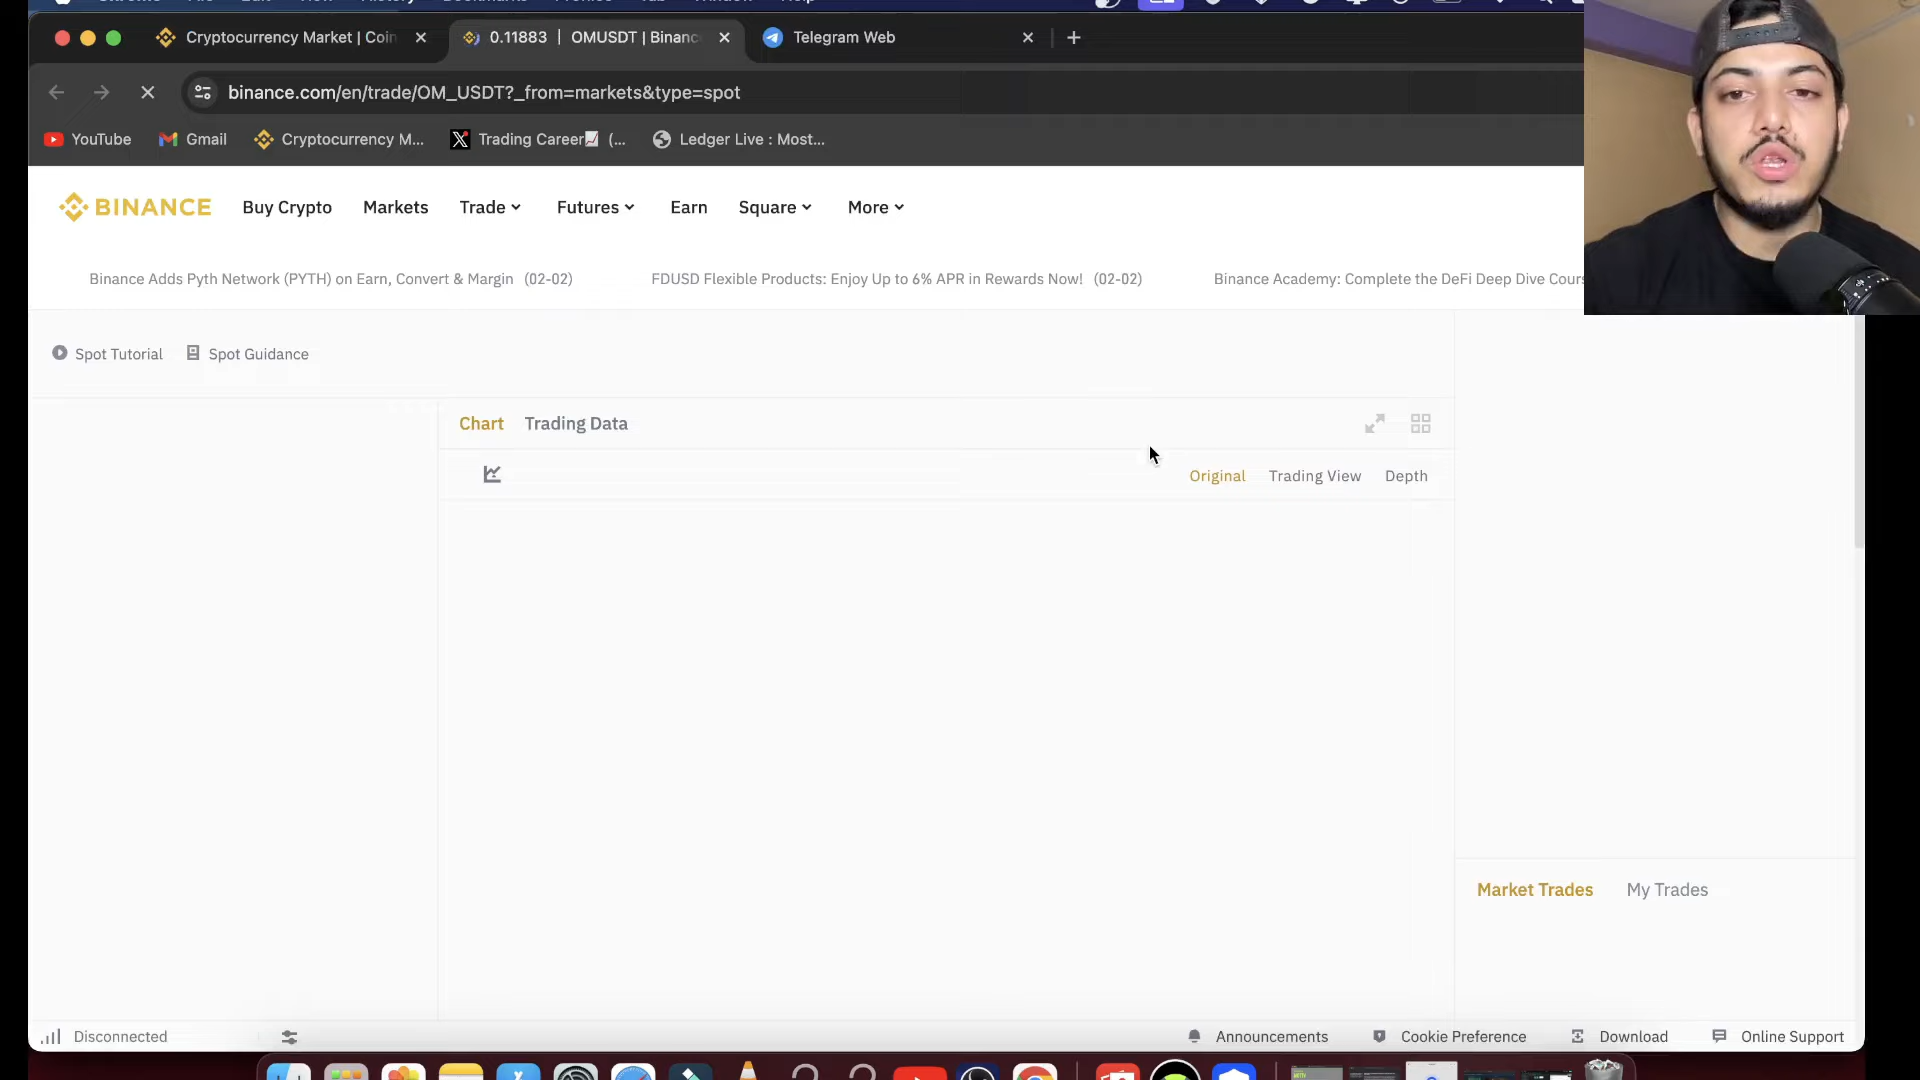 Cryptocurrency Market | Coin
0.11883 | OMUSDT | Binanc
Telegram Web
binance.com/en/trade/OM_USDT?_from=markets&type=spot
YouTube
Gmail
Cryptocurrency M...
Trading Career📈 (...
Ledger Live : Most...
BINANCE
Buy Crypto
Markets
Trade
Futures
Earn
Square
More
Binance Adds Pyth Network (PYTH) on Earn, Convert & Margin (02-02)
FDUSD Flexible Products: Enjoy Up to 6% APR in Rewards Now! (02-02)
Binance Academy: Complete the DeFi Deep Dive Cours
Spot Tutorial
Spot Guidance
Chart
Trading Data
Original
Trading View
Depth
Market Trades
My Trades
Disconnected
Announcements
Cookie Preference
Download
Online Support